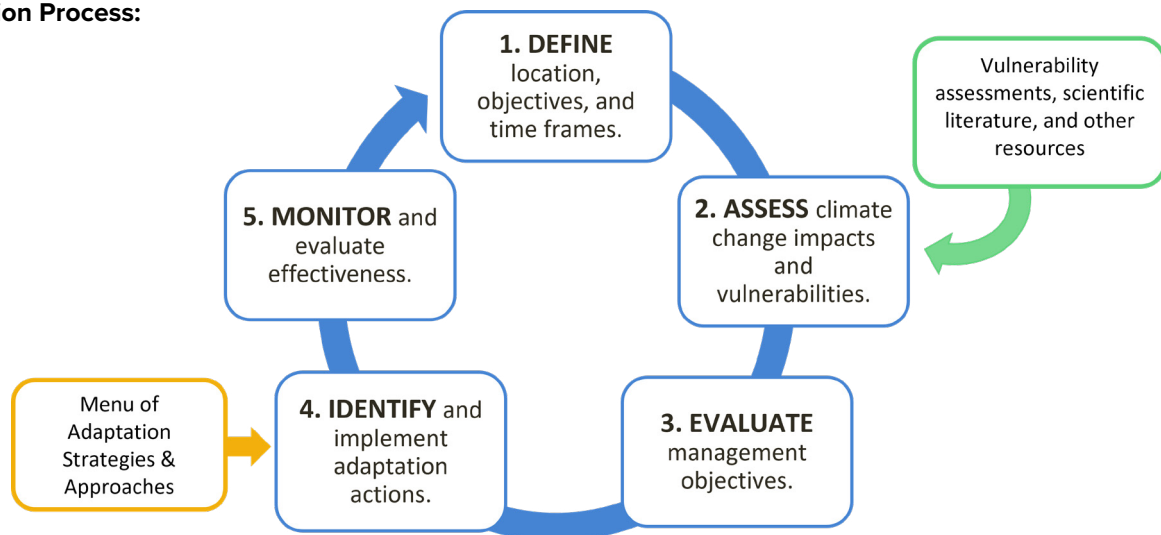 ion Process:
1. DEFINE
location,
objectives, and
time frames.
Vulnerability
assessments, scientific
literature, and other
resources
2. ASSESS climate
change impacts
and
vulnerabilities.
3. EVALUATE
management
objectives.
4. IDENTIFY and
implement
adaptation
actions.
Menu of
Adaptation
Strategies &
Approaches
5. MONITOR and
evaluate
effectiveness.